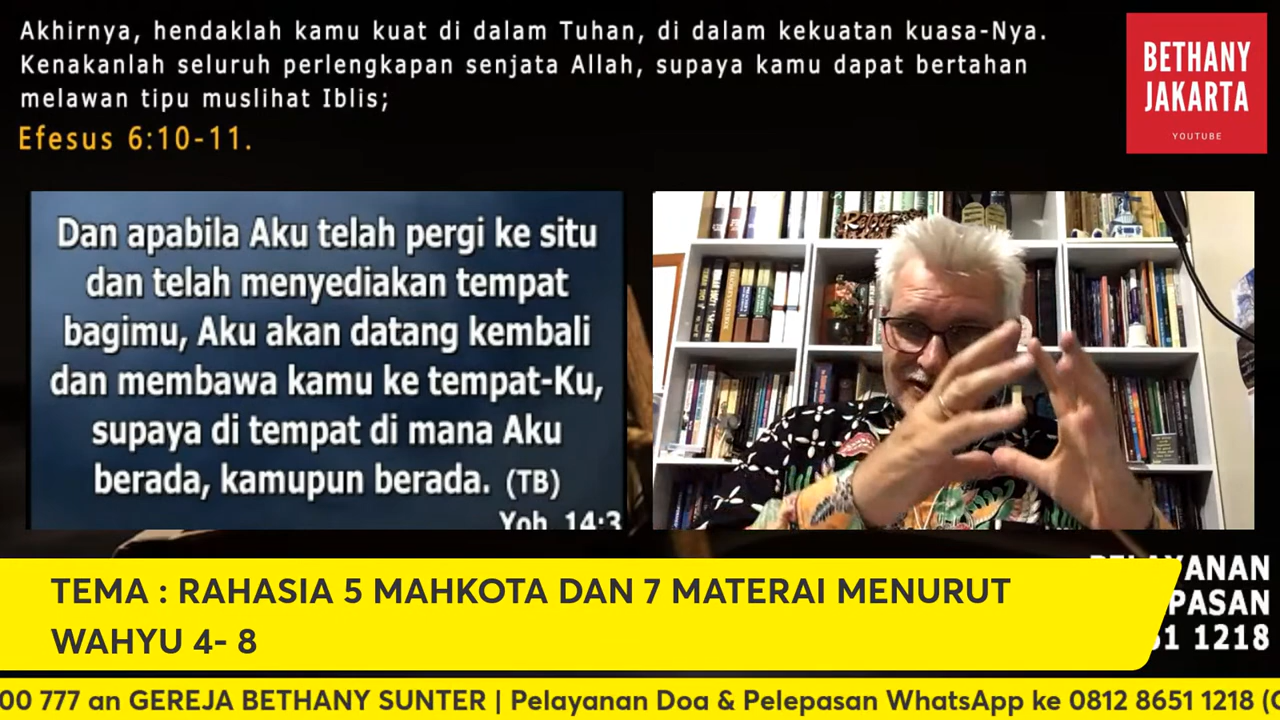 Akhirnya, hendaklah kamu kuat di dalam Tuhan, di dalam kekuatan kuasa-Nya.
Kenakanlah seluruh perlengkapan senjata Allah, supaya kamu dapat bertahan
melawan tipu muslihat Iblis;
Efesus 6:10-11.
BETHANY
JAKARTA
YOUTUBE
Dan apabila Aku telah pergi ke situ
dan telah menyediakan tempat
bagimu, Aku akan datang kembali
dan membawa kamu ke tempat-Ku,
supaya di tempat di mana Aku
berada, kamupun berada. (TB)
Yoh. 14:3
TEMA : RAHASIA 5 MAHKOTA DAN 7 MATERAI MENURUT
WAHYU 4- 8
1218
00 777 an GEREJA BETHANY SUNTER | Pelayanan Doa & Pelepasan WhatsApp ke 0812 8651 1218 (